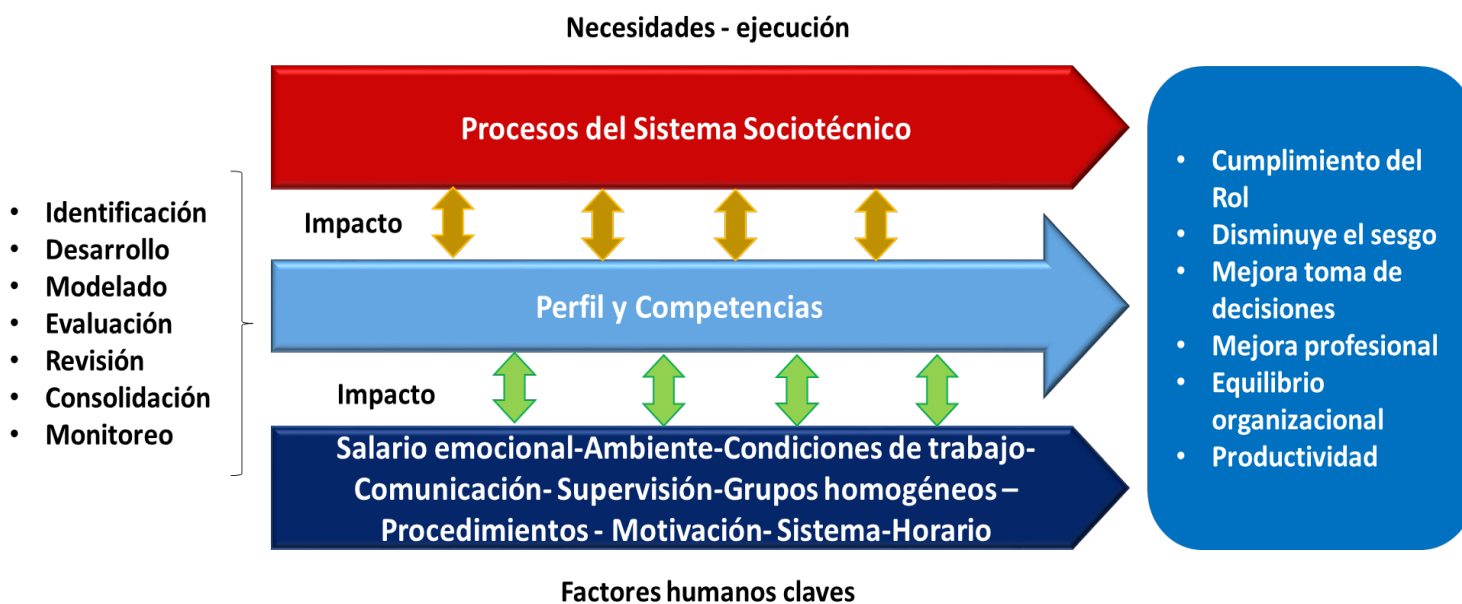 Necesidades - ejecución
Procesos del Sistema Sociotécnico
• Identificación
• Desarrollo
• Modelado
• Evaluación
• Revisión
• Consolidación
• Monitoreo
Impacto
Perfil y Competencias
Impacto
Salario emocional-Ambiente-Condiciones de trabajo-
Comunicación- Supervisión-Grupos homogéneos –
Procedimientos - Motivación- Sistema-Horario
Factores humanos claves
• Cumplimiento del
Rol
• Disminuye el sesgo
• Mejora toma de
decisiones
• Mejora profesional
• Equilibrio
organizacional
• Productividad